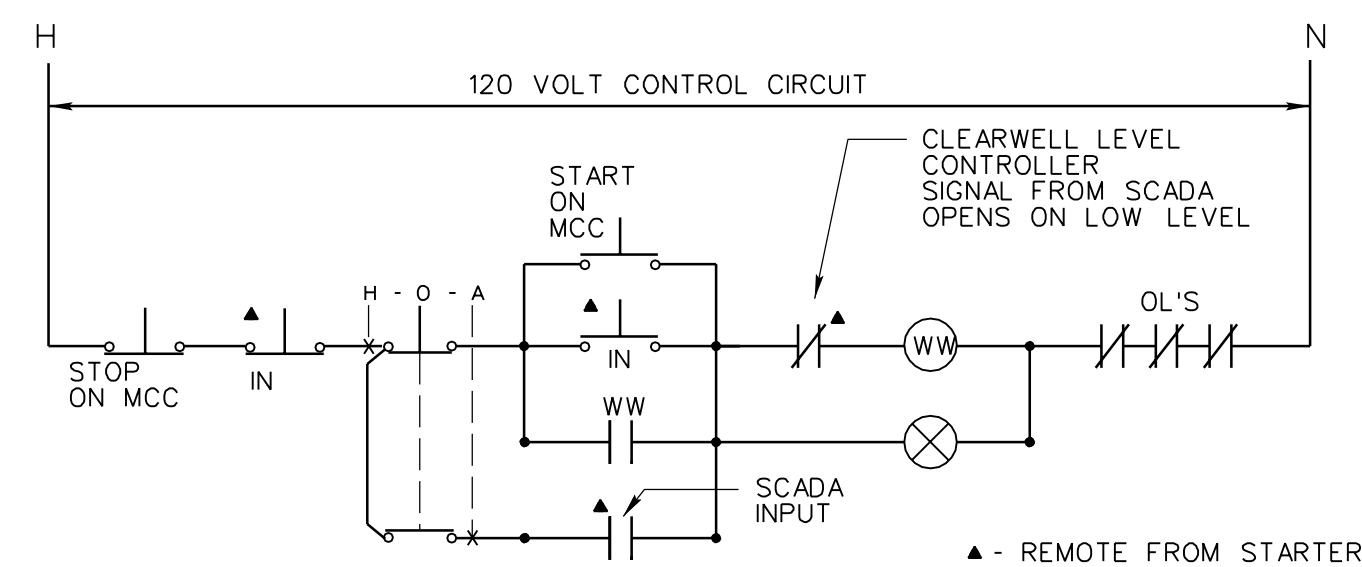 H
N
120 VOLT CONTROL CIRCUIT
CLEARWELL LEVEL
CONTROLLER
SIGNAL FROM SCADA
OPENS ON LOW LEVEL
START
ON
MCC
H - O - A
OL'S
STOP
ON MCC
IN
IN
WW
WW
SCADA
INPUT
▲ - REMOTE FROM STARTER